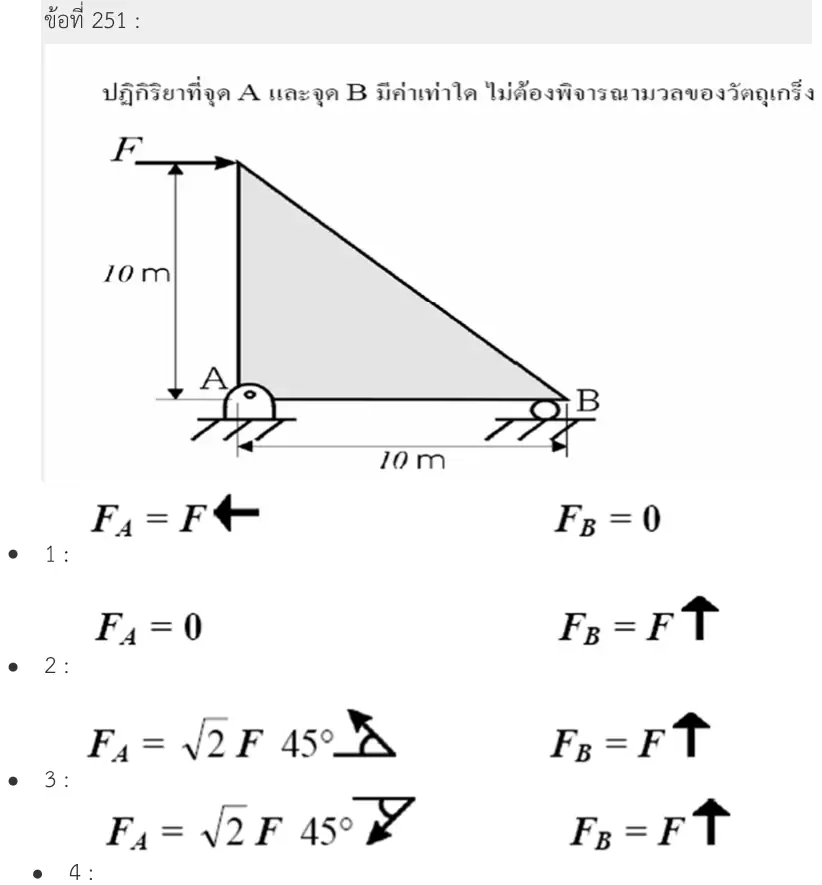 ข้อที่ 251 :
ปฏิกิริยาที่จุด A และจุด B มีค่าเท่าใด ไม่ต้องพิจารณามวลของวัตถุเกร็ง
F
10 m
A
B
10 m
F_A = F ← F_B = 0
1 :
F_A = 0 F_B = F ↑
2 :
F_A = √2 F 45° F_B = F ↑
3 :
F_A = √2 F 45° F_B = F ↑
4 :